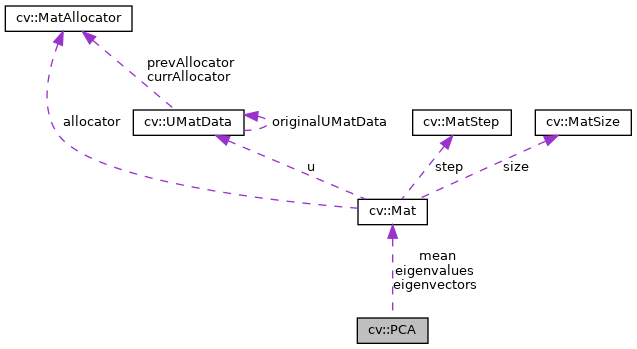 cv::MatAllocator
prevAllocator
currAllocator
allocator
cv::UMatData
originalUMatData
cv::MatStep
cv::MatSize
u
step
size
cv::Mat
mean
eigenvalues
eigenvectors
cv::PCA